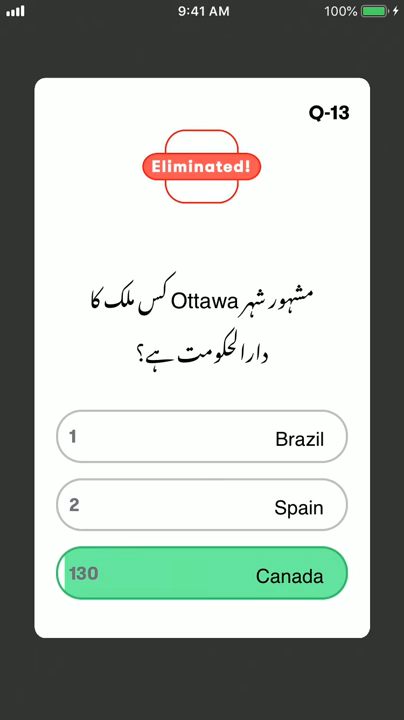 9:41 AM
100%
Q-13
Eliminated!
مشہور شہر Ottawa کس ملک کا
دارالحکومت ہے؟
1 Brazil
2 Spain
130 Canada